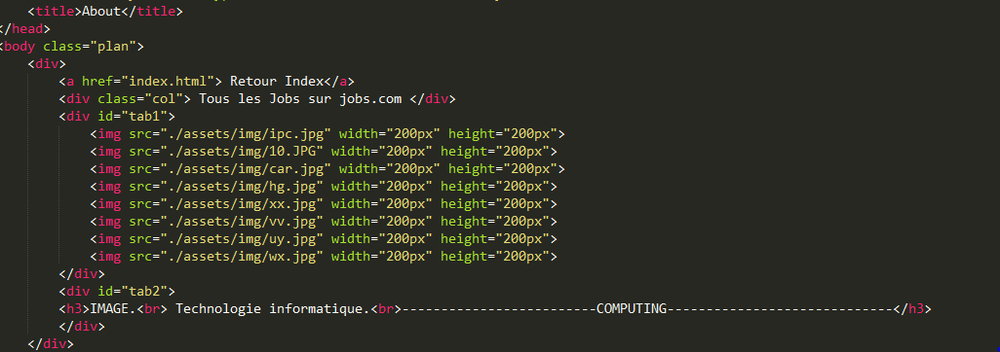 <title>About</title>
</head>
<body class="plan">
<div>
<a href="index.html"> Retour Index</a>
<div class="col"> Tous les Jobs sur jobs.com </div>
<div id="tab1">
<img src="./assets/img/ipc.jpg" width="200px" height="200px">
<img src="./assets/img/10.JPG" width="200px" height="200px">
<img src="./assets/img/car.jpg" width="200px" height="200px">
<img src="./assets/img/hg.jpg" width="200px" height="200px">
<img src="./assets/img/xx.jpg" width="200px" height="200px">
<img src="./assets/img/vv.jpg" width="200px" height="200px">
<img src="./assets/img/uy.jpg" width="200px" height="200px">
<img src="./assets/img/wx.jpg" width="200px" height="200px">
</div>
<div id="tab2">
<h3>IMAGE.<br> Technologie informatique.<br>-------------------------COMPUTING-----------------------------</h3>
</div>
</div>